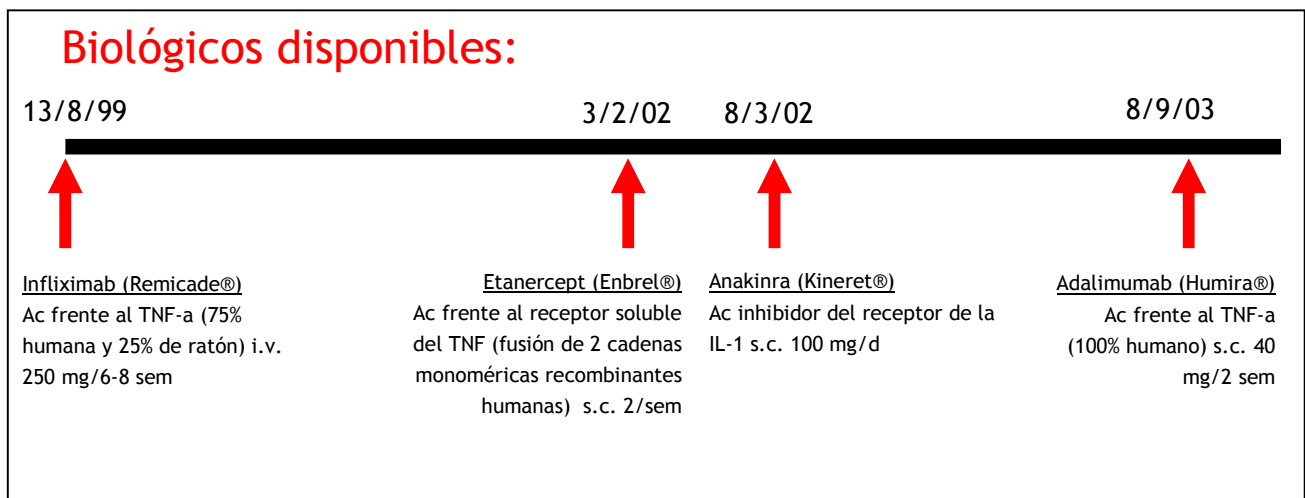 Biológicos disponibles:
13/8/99
3/2/02
8/3/02
8/9/03
Infliximab (Remicade®)
Ac frente al TNF-a (75%
humana y 25% de ratón) i.v.
250 mg/6-8 sem
Etanercept (Enbrel®)
Ac frente al receptor soluble
del TNF (fusión de 2 cadenas
monoméricas recombinantes
humanas) s.c. 2/sem
Anakinra (Kineret®)
Ac inhibidor del receptor de la
IL-1 s.c. 100 mg/d
Adalimumab (Humira®)
Ac frente al TNF-a
(100% humano) s.c. 40
mg/2 sem